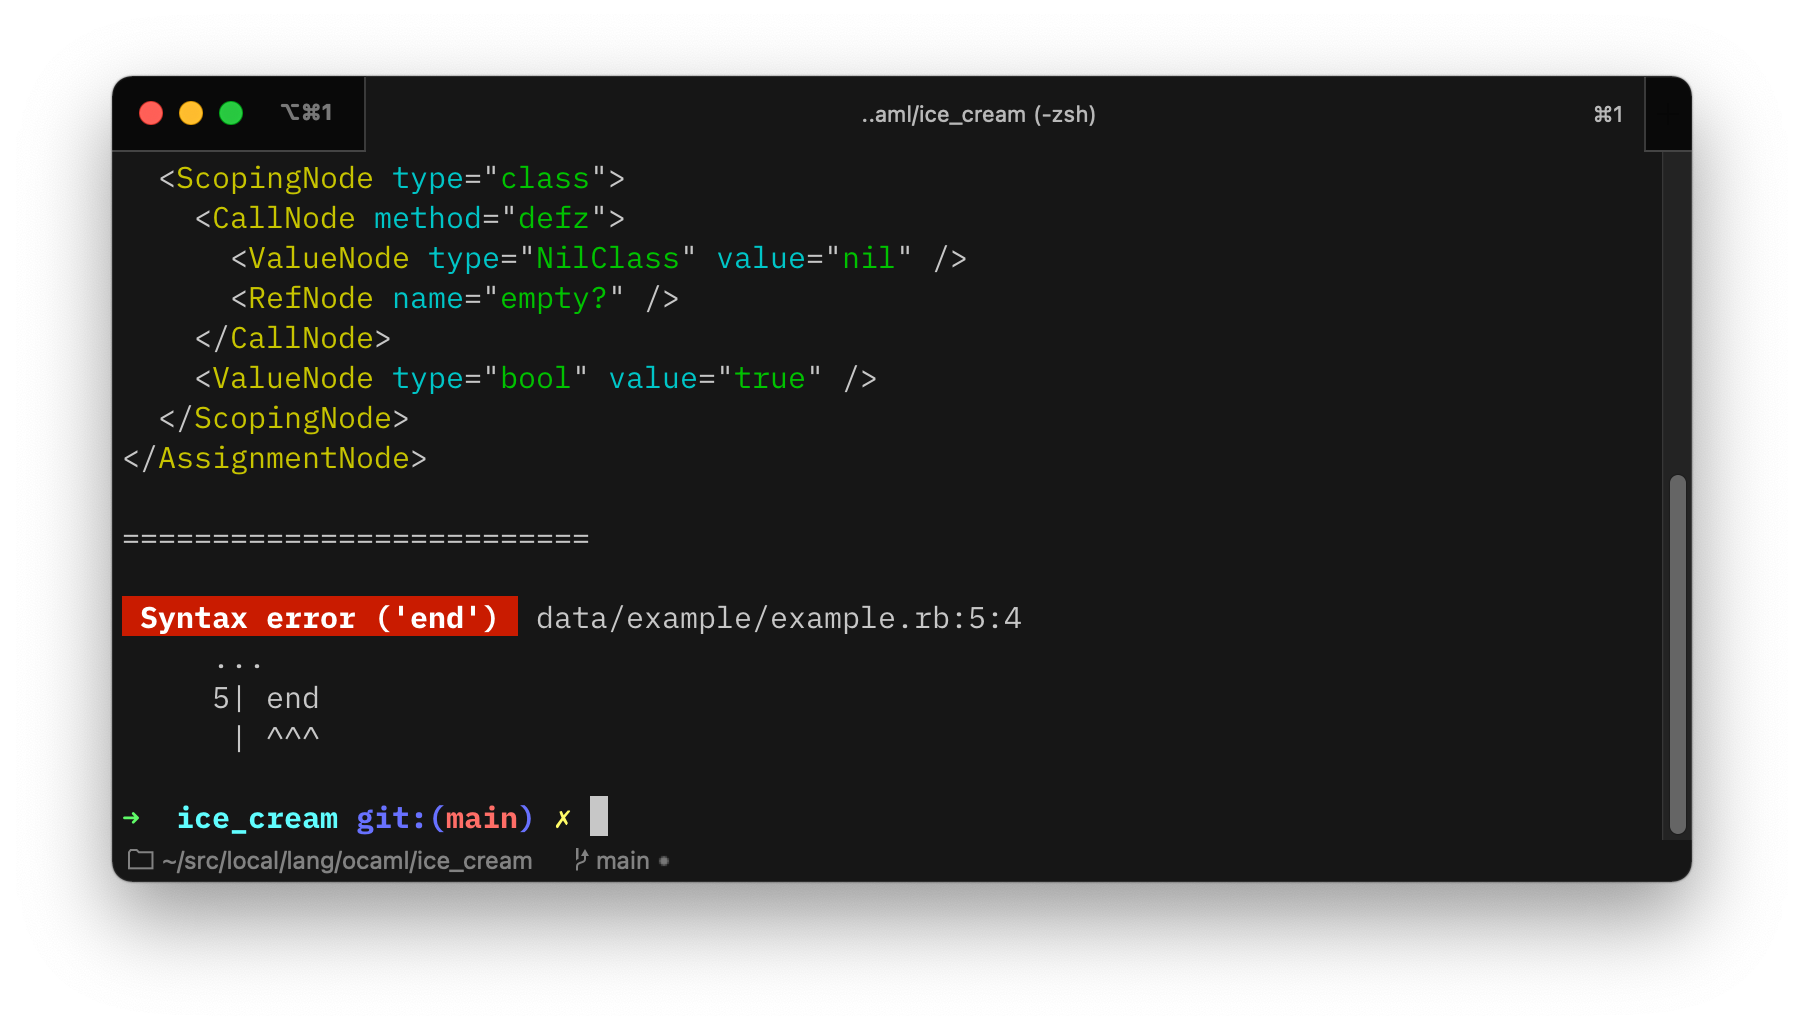 ⌥⌘1 ..aml/ice_cream (-zsh) ⌘1
  <ScopingNode type="class">
    <CallNode method="defz">
      <ValueNode type="NilClass" value="nil" />
      <RefNode name="empty?" />
    </CallNode>
    <ValueNode type="bool" value="true" />
  </ScopingNode>
</AssignmentNode>
==========================
Syntax error ('end') data/example/example.rb:5:4
     ...
     5| end
      | ^^^
➜  ice_cream git:(main) ✗
~/src/local/lang/ocaml/ice_cream main